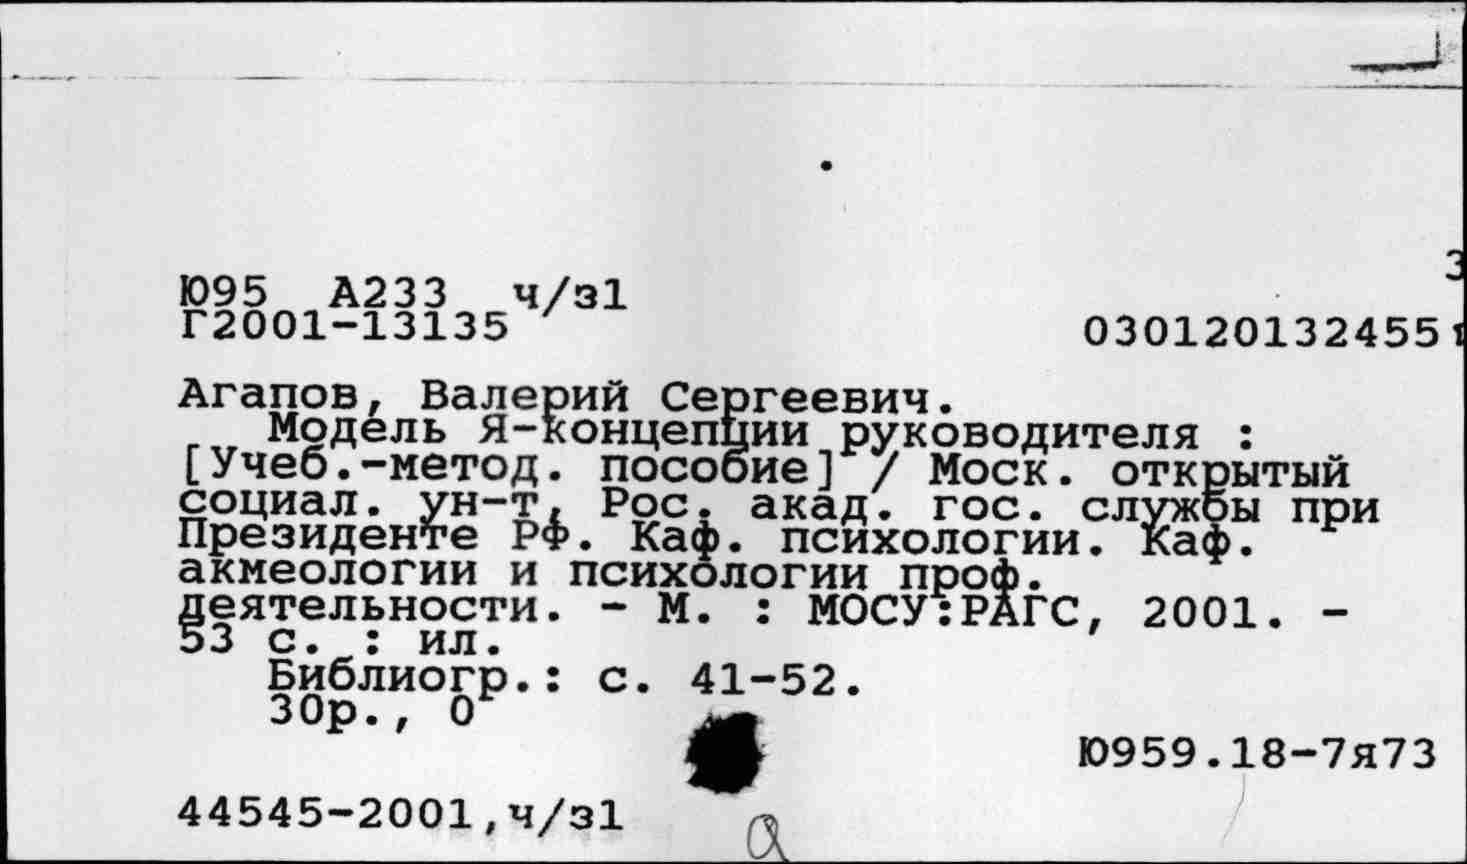 З
Ю95 А233 ч/з1
Г2001-13135 030120132455
Агапов, Валерий Сергеевич.
Модель Я-концепции руководителя :
[Учеб.-метод. пособие] / Моск. открытый
социал. ун-т, Рос. акад. гос. службы при
Президенте РФ. Каф. психологии. Каф.
акмеологии и психологии проф.
деятельности. - М. : МОСУ:РАГС, 2001. -
53 с. : ил.
Библиогр.: с. 41-52.
30р., 0
Ю959.18-7я73
44545-2001,ч/з1